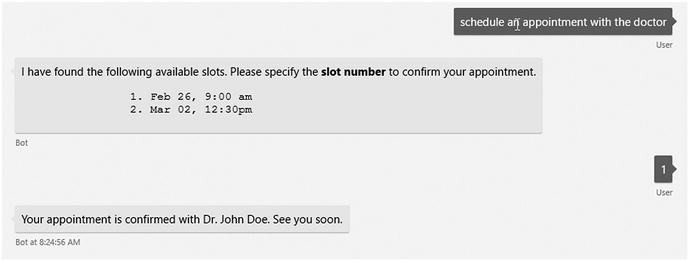 schedule an appointment with the doctor
User
I have found the following available slots. Please specify the slot number to confirm your appointment.
1. Feb 26, 9:00 am
2. Mar 02, 12:30pm
Bot
1
User
Your appointment is confirmed with Dr. John Doe. See you soon.
Bot at 8:24:56 AM